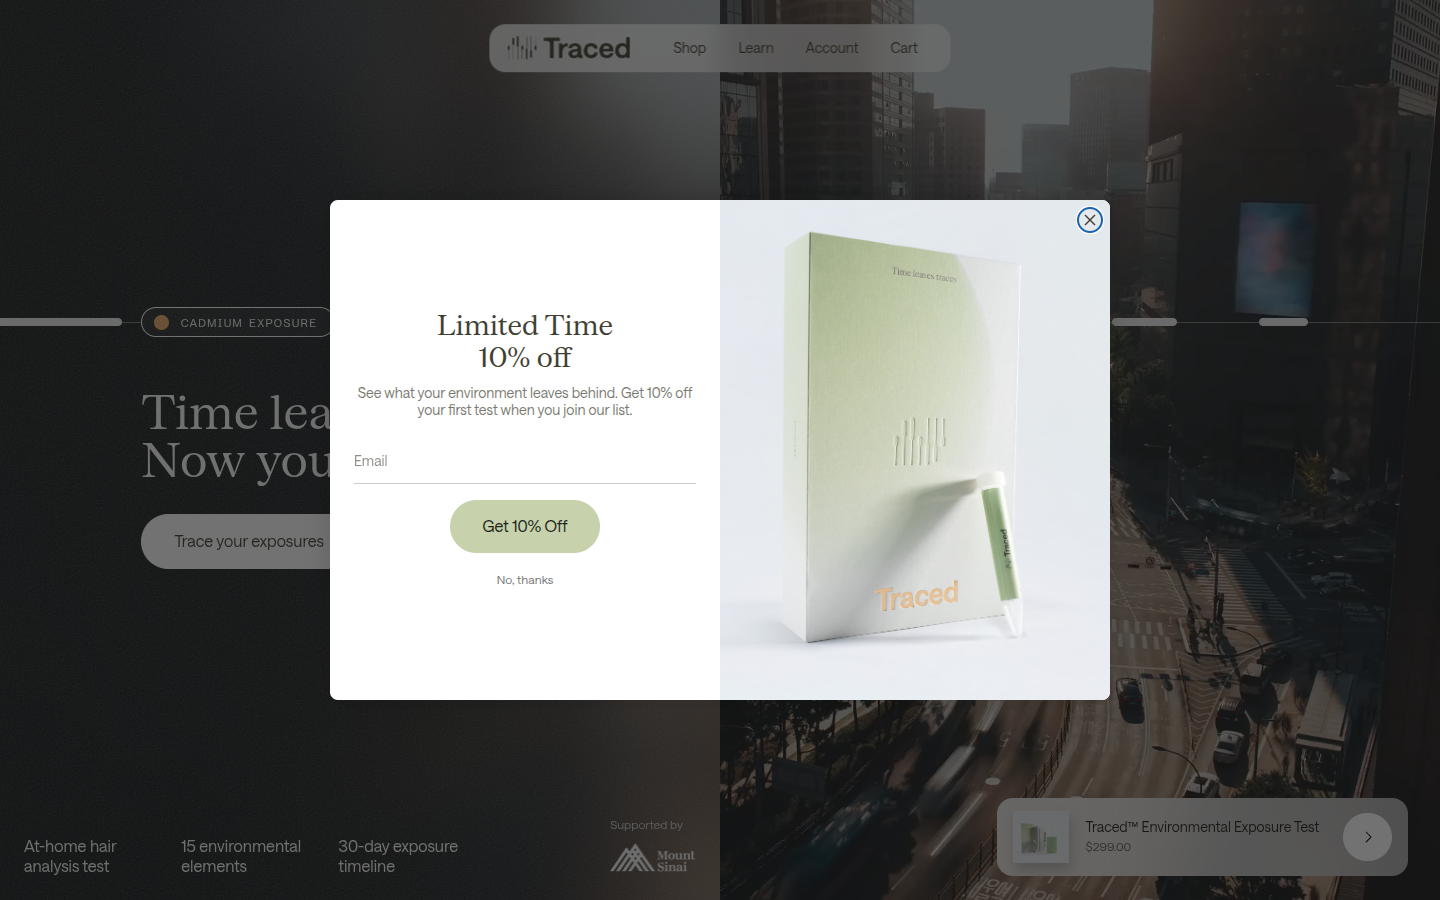 Traced
Shop
Learn
Account
Cart
CADMIUM EXPOSURE
Time lea
Now you
Trace your exposures
Limited Time
10% off
See what your environment leaves behind. Get 10% off
your first test when you join our list.
Email
Get 10% Off
No, thanks
Time leaves traces
Traced
Traced
At-home hair
analysis test
15 environmental
elements
30-day exposure
timeline
Supported by
Mount
Sinai
Traced™ Environmental Exposure Test
$299.00